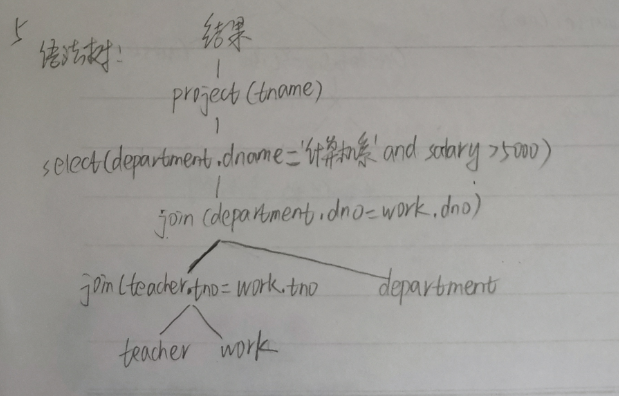 5
语法树: 结果
project(tname)
select(department.dname='计算机系' and salary>5000)
join(department.dno=work.dno)
join(teacher.tno=work.tno department
teacher work